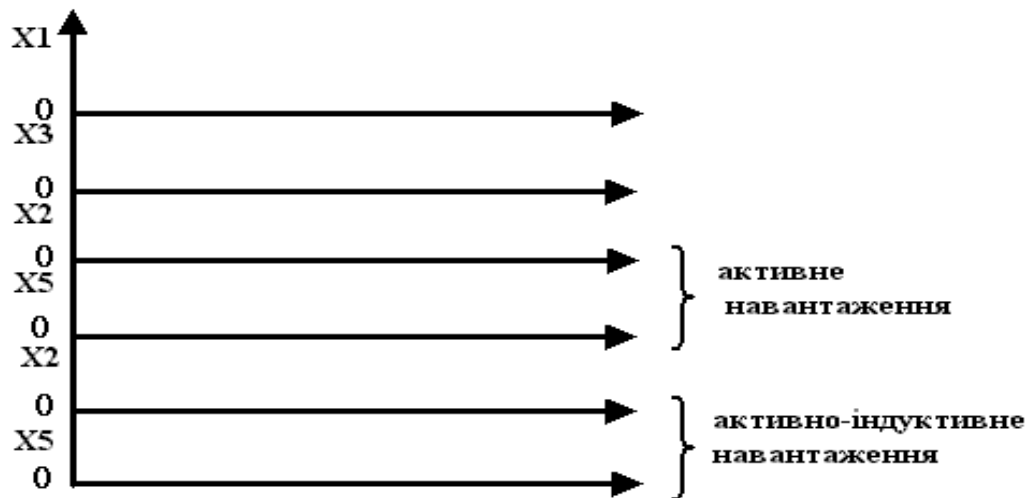 X1
0
X3
0
X2
0
X5
0
X2
0
X5
0
активне
навантаження
активно-індуктивне
навантаження